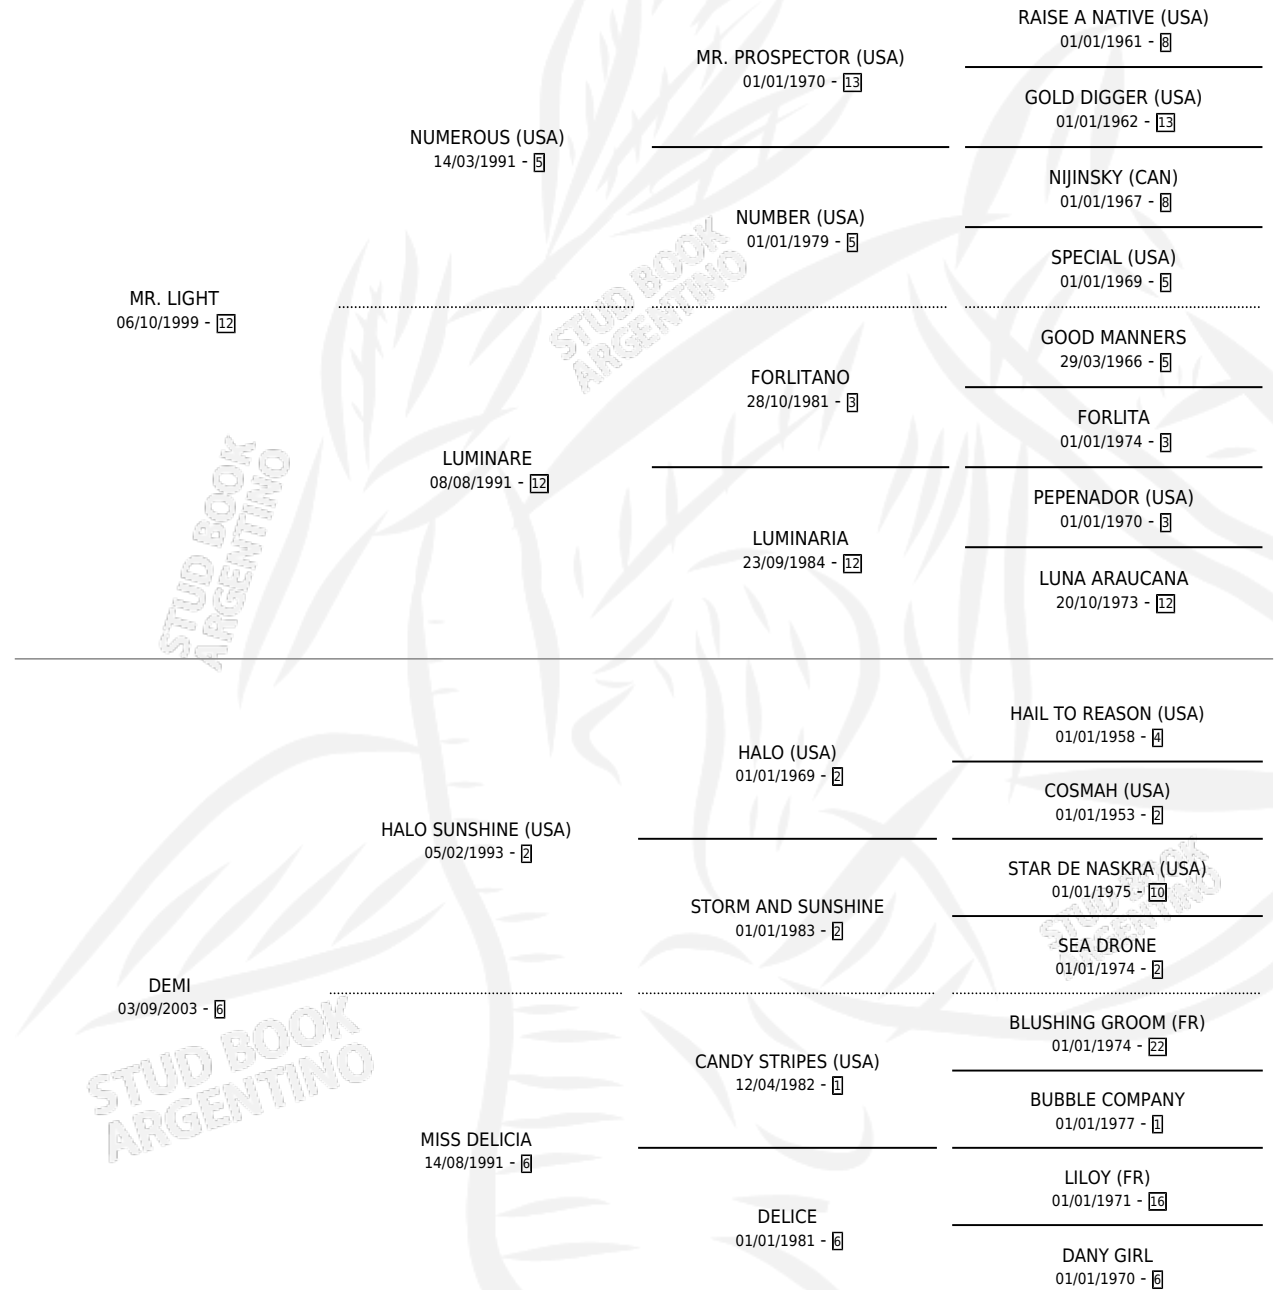 RAISE A NATIVE (USA)
01/01/1961 - 8
MR. PROSPECTOR (USA)
01/01/1970 - 13
GOLD DIGGER (USA)
01/01/1962 - 13
NUMEROUS (USA)
14/03/1991 - 5
NIJINSKY (CAN)
01/01/1967 - 8
NUMBER (USA)
01/01/1979 - 5
SPECIAL (USA)
01/01/1969 - 5
MR. LIGHT
06/10/1999 - 12
GOOD MANNERS
29/03/1966 - 5
FORLITANO
28/10/1981 - 3
FORLITA
01/01/1974 - 3
LUMINARE
08/08/1991 - 12
PEPENADOR (USA)
01/01/1970 - 3
LUMINARIA
23/09/1984 - 12
LUNA ARAUCANA
20/10/1973 - 12
HAIL TO REASON (USA)
01/01/1958 - 4
HALO (USA)
01/01/1969 - 2
COSMAH (USA)
01/01/1953 - 2
HALO SUNSHINE (USA)
05/02/1993 - 2
STAR DE NASKRA (USA)
01/01/1975 - 10
STORM AND SUNSHINE
01/01/1983 - 2
SEA DRONE
01/01/1974 - 2
DEMI
03/09/2003 - 6
BLUSHING GROOM (FR)
01/01/1974 - 22
CANDY STRIPES (USA)
12/04/1982 - 1
BUBBLE COMPANY
01/01/1977 - 1
MISS DELICIA
14/08/1991 - 6
LILOY (FR)
01/01/1971 - 16
DELICE
01/01/1981 - 6
DANY GIRL
01/01/1970 - 6
STUD BOOK
ARGENTINO
STUD BOOK
ARGENTINO
STUD BOOK
ARGENTINO
STUD BOOK
ARGENTINO